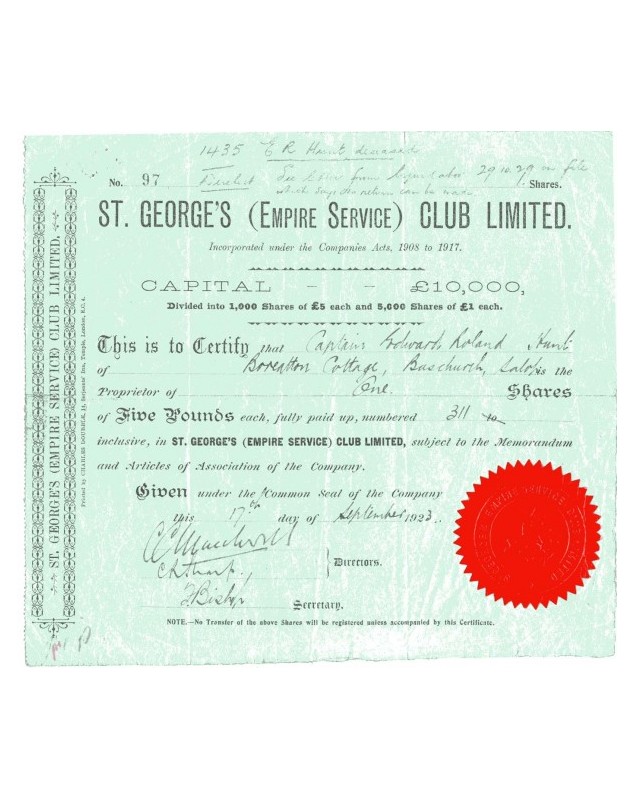 1435 E R Hunt deceased
No. 97 29.10.29 on file
which says no return can be made Shares.
ST. GEORGE'S (EMPIRE SERVICE) CLUB LIMITED.
Incorporated under the Companies Acts, 1908 to 1917.
CAPITAL - - £10,000,
Divided into 1,000 Shares of £5 each and 5,000 Shares of £1 each.
This is to Certify that Captain Edward Roland Hunt
of Boreatton Cottage, Baschurch, Salop is the
Proprietor of One Shares
of Five Pounds each, fully paid up, numbered 311 to
inclusive, in ST. GEORGE'S (EMPIRE SERVICE) CLUB LIMITED, subject to the Memorandum
and Articles of Association of the Company.
Given under the Common Seal of the Company
this 17th day of September 1923.
Directors.
Secretary.
NOTE.—No Transfer of the above Shares will be registered unless accompanied by this Certificate.
ST. GEORGE'S (EMPIRE SERVICE) CLUB LIMITED.